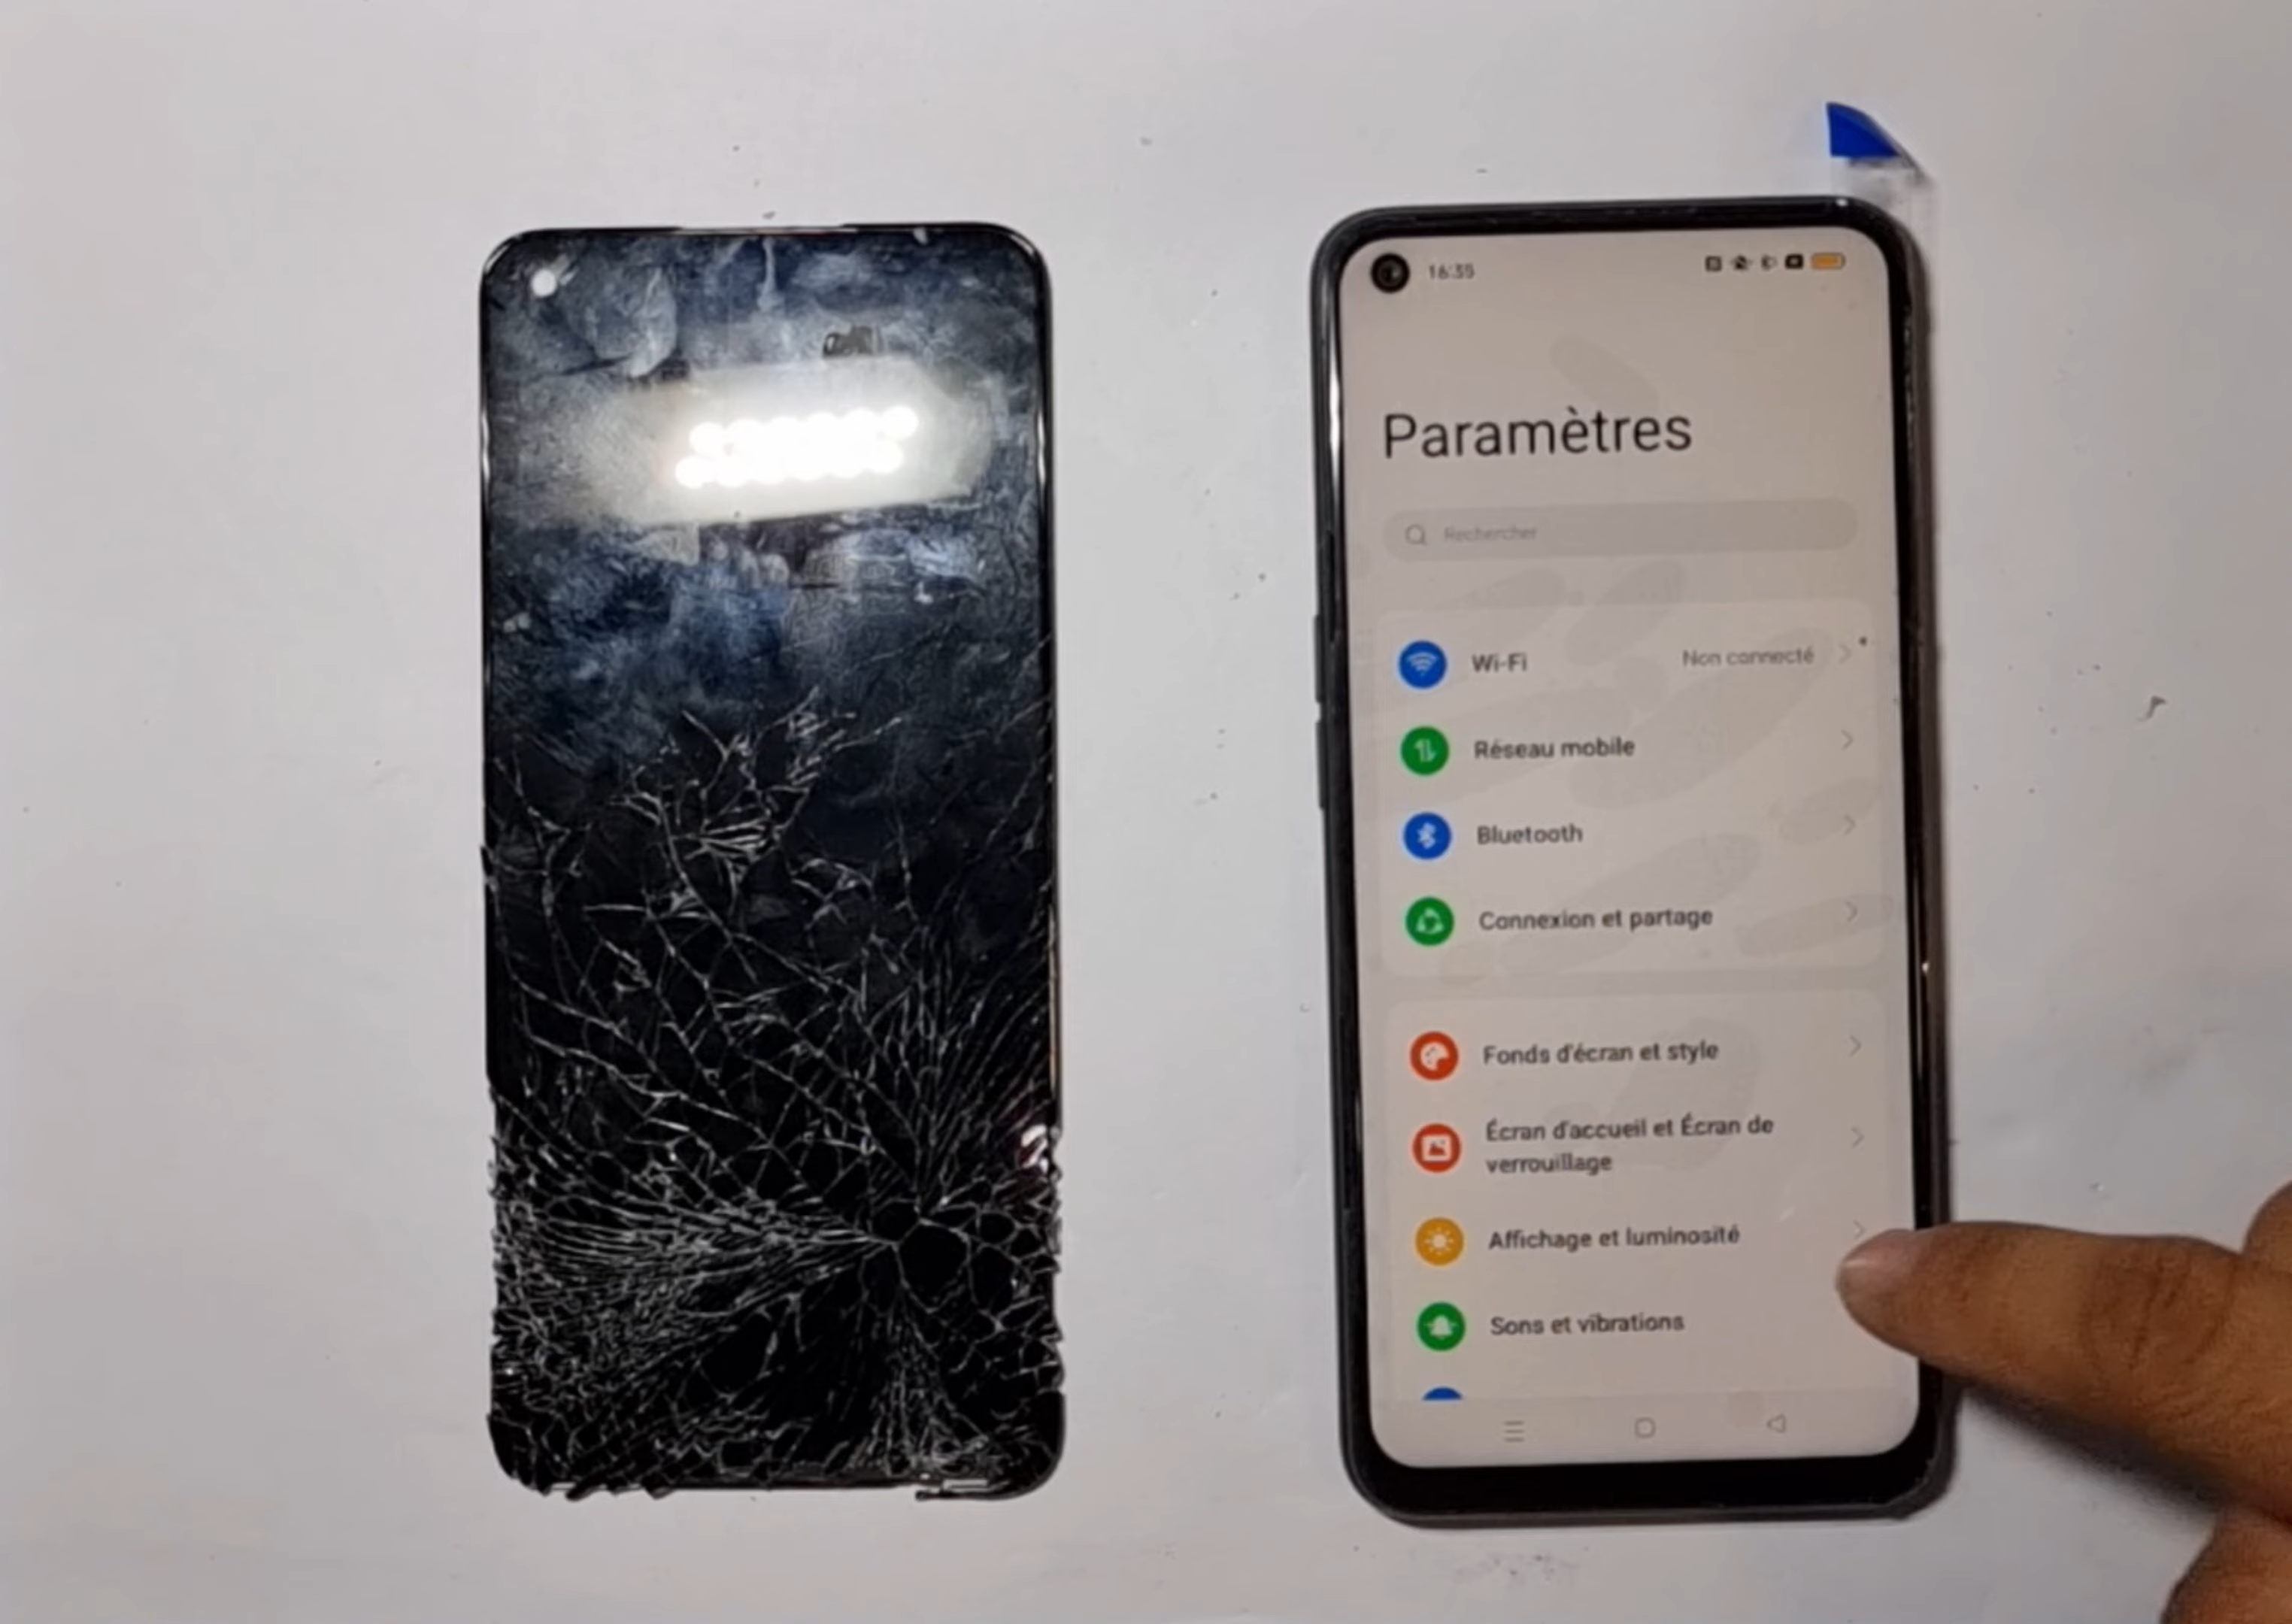 16:35
Paramètres
Rechercher
Wi-Fi Non connecté
Réseau mobile
Bluetooth
Connexion et partage
Fonds d'écran et style
Écran d'accueil et Écran de
verrouillage
Affichage et luminosité
Sons et vibrations